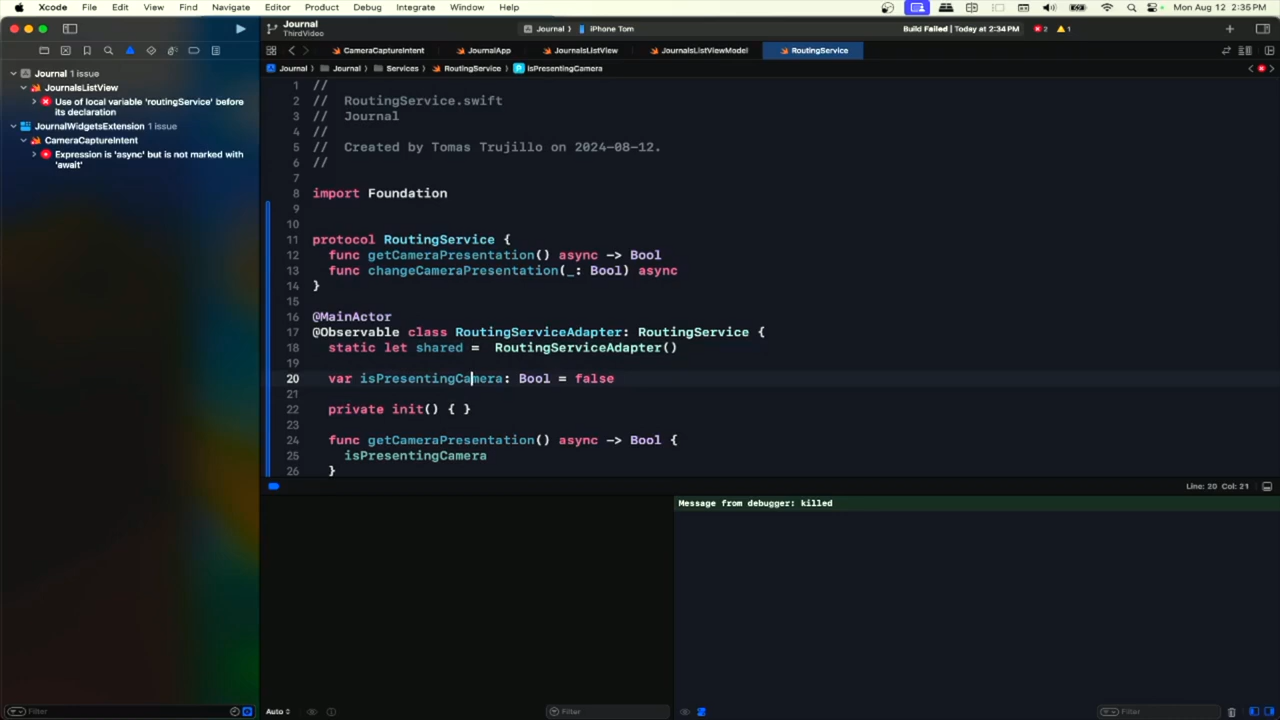 Xcode File Edit View Find Navigate Editor Product Debug Integrate Window Help Mon Aug 12 2:36 PM
Journal
ThirdVideo
Journal 〉 iPhone Tom
Build Failed | Today at 2:34 PM 2 1
CameraCaptureIntent JournalApp JournalsListView JournalsListViewModel RoutingService
Journal 〉 Journal 〉 Services 〉 RoutingService 〉 P isPresentingCamera
Journal 1 issue
JournalsListView
Use of local variable 'routingService' before
its declaration
JournalWidgetsExtension 1 issue
CameraCaptureIntent
Expression is 'async' but is not marked with
'await'
1 //
2 // RoutingService.swift
3 // Journal
4 //
5 // Created by Tomas Trujillo on 2024-08-12.
6 //
7
8 import Foundation
9
10
11 protocol RoutingService {
12 func getCameraPresentation() async -> Bool
13 func changeCameraPresentation(_: Bool) async
14 }
15
16 @MainActor
17 @Observable class RoutingServiceAdapter: RoutingService {
18 static let shared = RoutingServiceAdapter()
19
20 var isPresentingCamera: Bool = false
21
22 private init() { }
23
24 func getCameraPresentation() async -> Bool {
25 isPresentingCamera
26 }
Line: 20 Col: 21
Message from debugger: killed
Filter
Auto
Filter
Filter